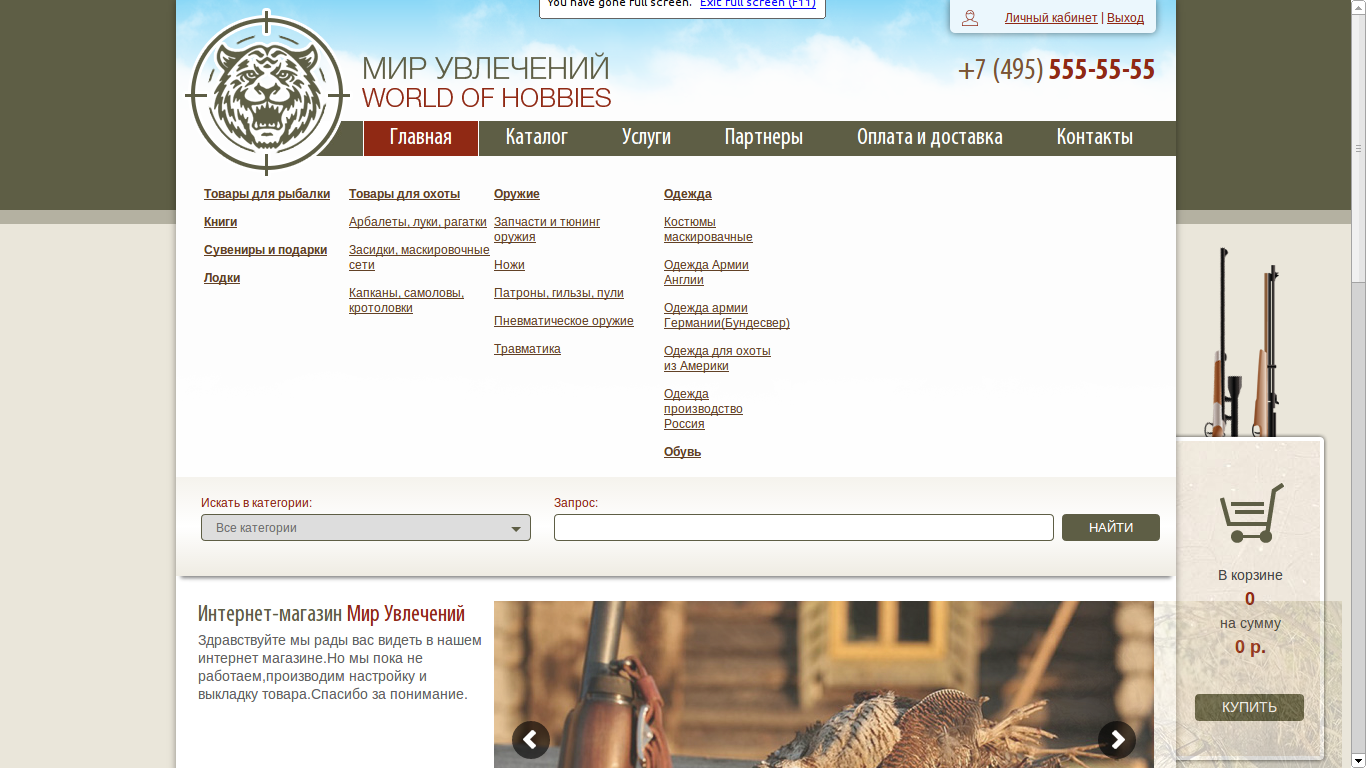 You have gone full screen. Exit full screen (F11)
Личный кабинет | Выход
МИР УВЛЕЧЕНИЙ
WORLD OF HOBBIES
+7 (495) 555-55-55
Главная Каталог Услуги Партнеры Оплата и доставка Контакты
Товары для рыбалки
Книги
Сувениры и подарки
Лодки
Товары для охоты
Арбалеты, луки, рагатки
Засидки, маскировочные
сети
Капканы, самоловы,
кротоловки
Оружие
Запчасти и тюнинг
оружия
Ножи
Патроны, гильзы, пули
Пневматическое оружие
Травматика
Одежда
Костюмы
маскировачные
Одежда Армии
Англии
Одежда армии
Германии(Бундесвер)
Одежда для охоты
из Америки
Одежда
производство
Россия
Обувь
Искать в категории:
Все категории
Запрос:
НАЙТИ
В корзине
0
на сумму
0 р.
КУПИТЬ
Интернет-магазин Мир Увлечений
Здравствуйте мы рады вас видеть в нашем
интернет магазине.Но мы пока не
работаем,производим настройку и
выкладку товара.Спасибо за понимание.